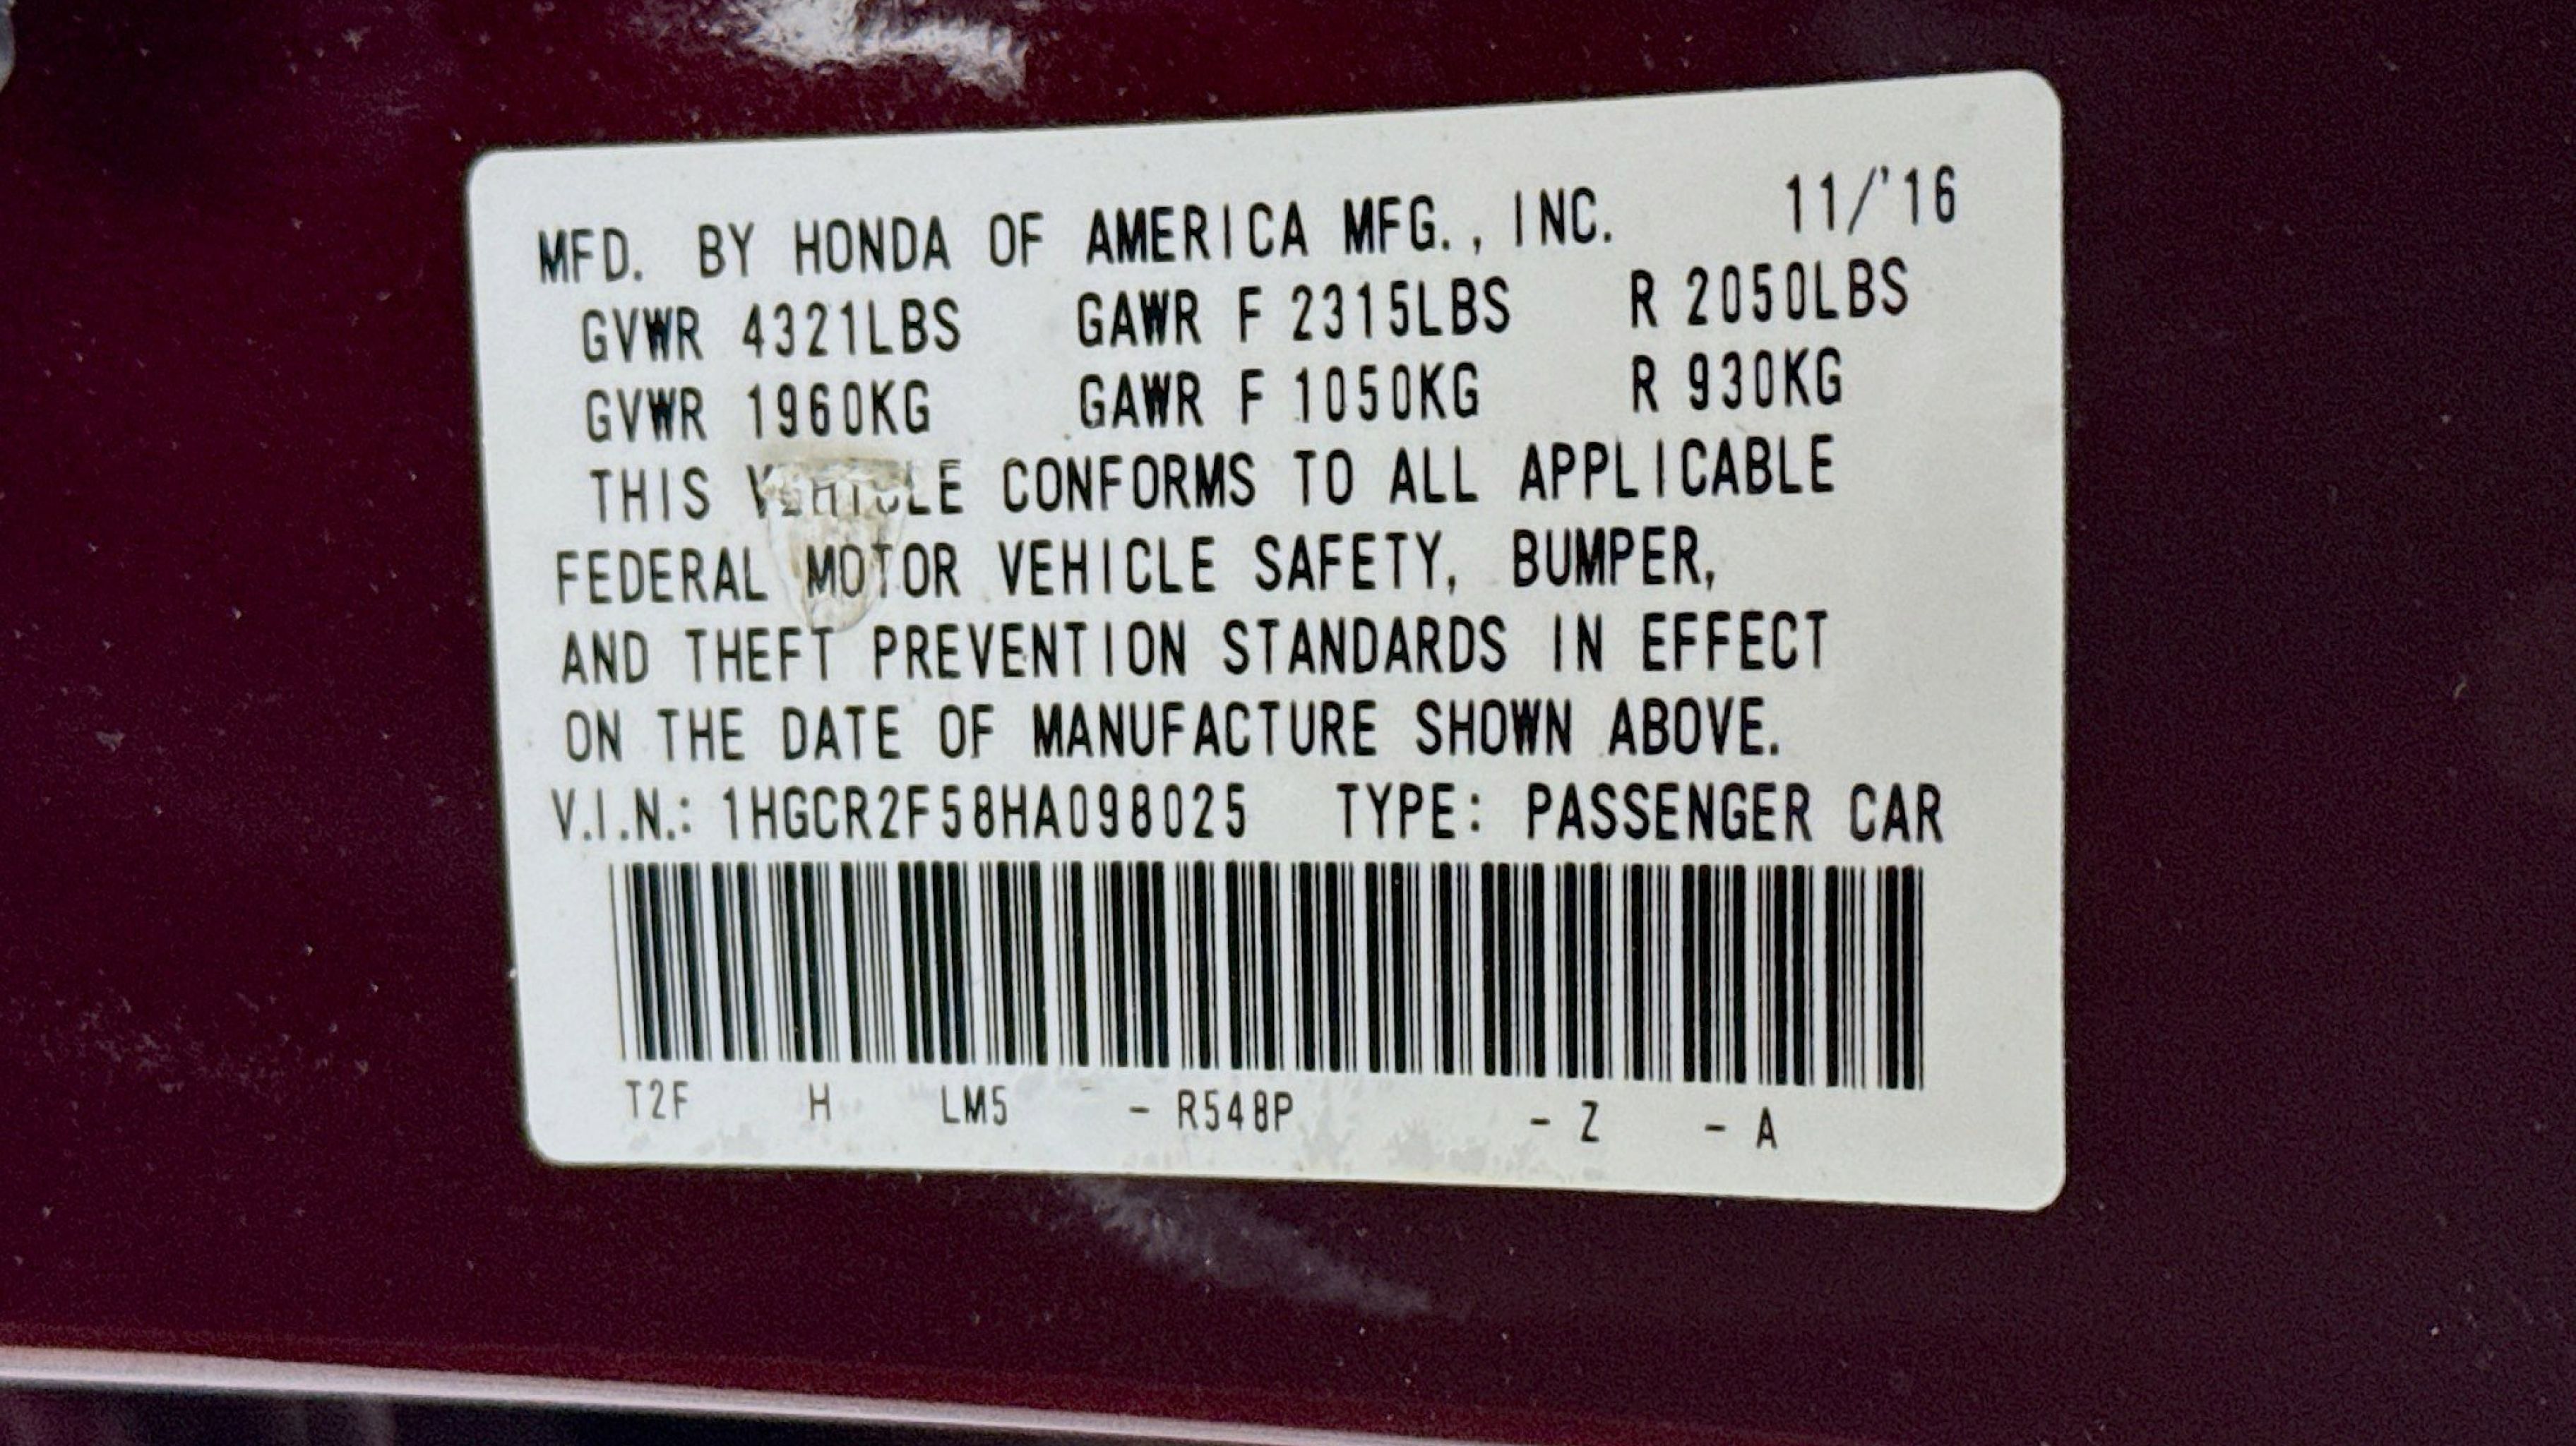 MFD. BY HONDA OF AMERICA MFG., INC. 11/'16
GVWR 4321LBS GAWR F 2315LBS R 2050LBS
GVWR 1960KG GAWR F 1050KG R 930KG
THIS VEHICLE CONFORMS TO ALL APPLICABLE
FEDERAL MOTOR VEHICLE SAFETY, BUMPER,
AND THEFT PREVENTION STANDARDS IN EFFECT
ON THE DATE OF MANUFACTURE SHOWN ABOVE.
V.I.N.: 1HGCR2F58HA098025 TYPE: PASSENGER CAR
T2F H LM5 - R548P - Z - A